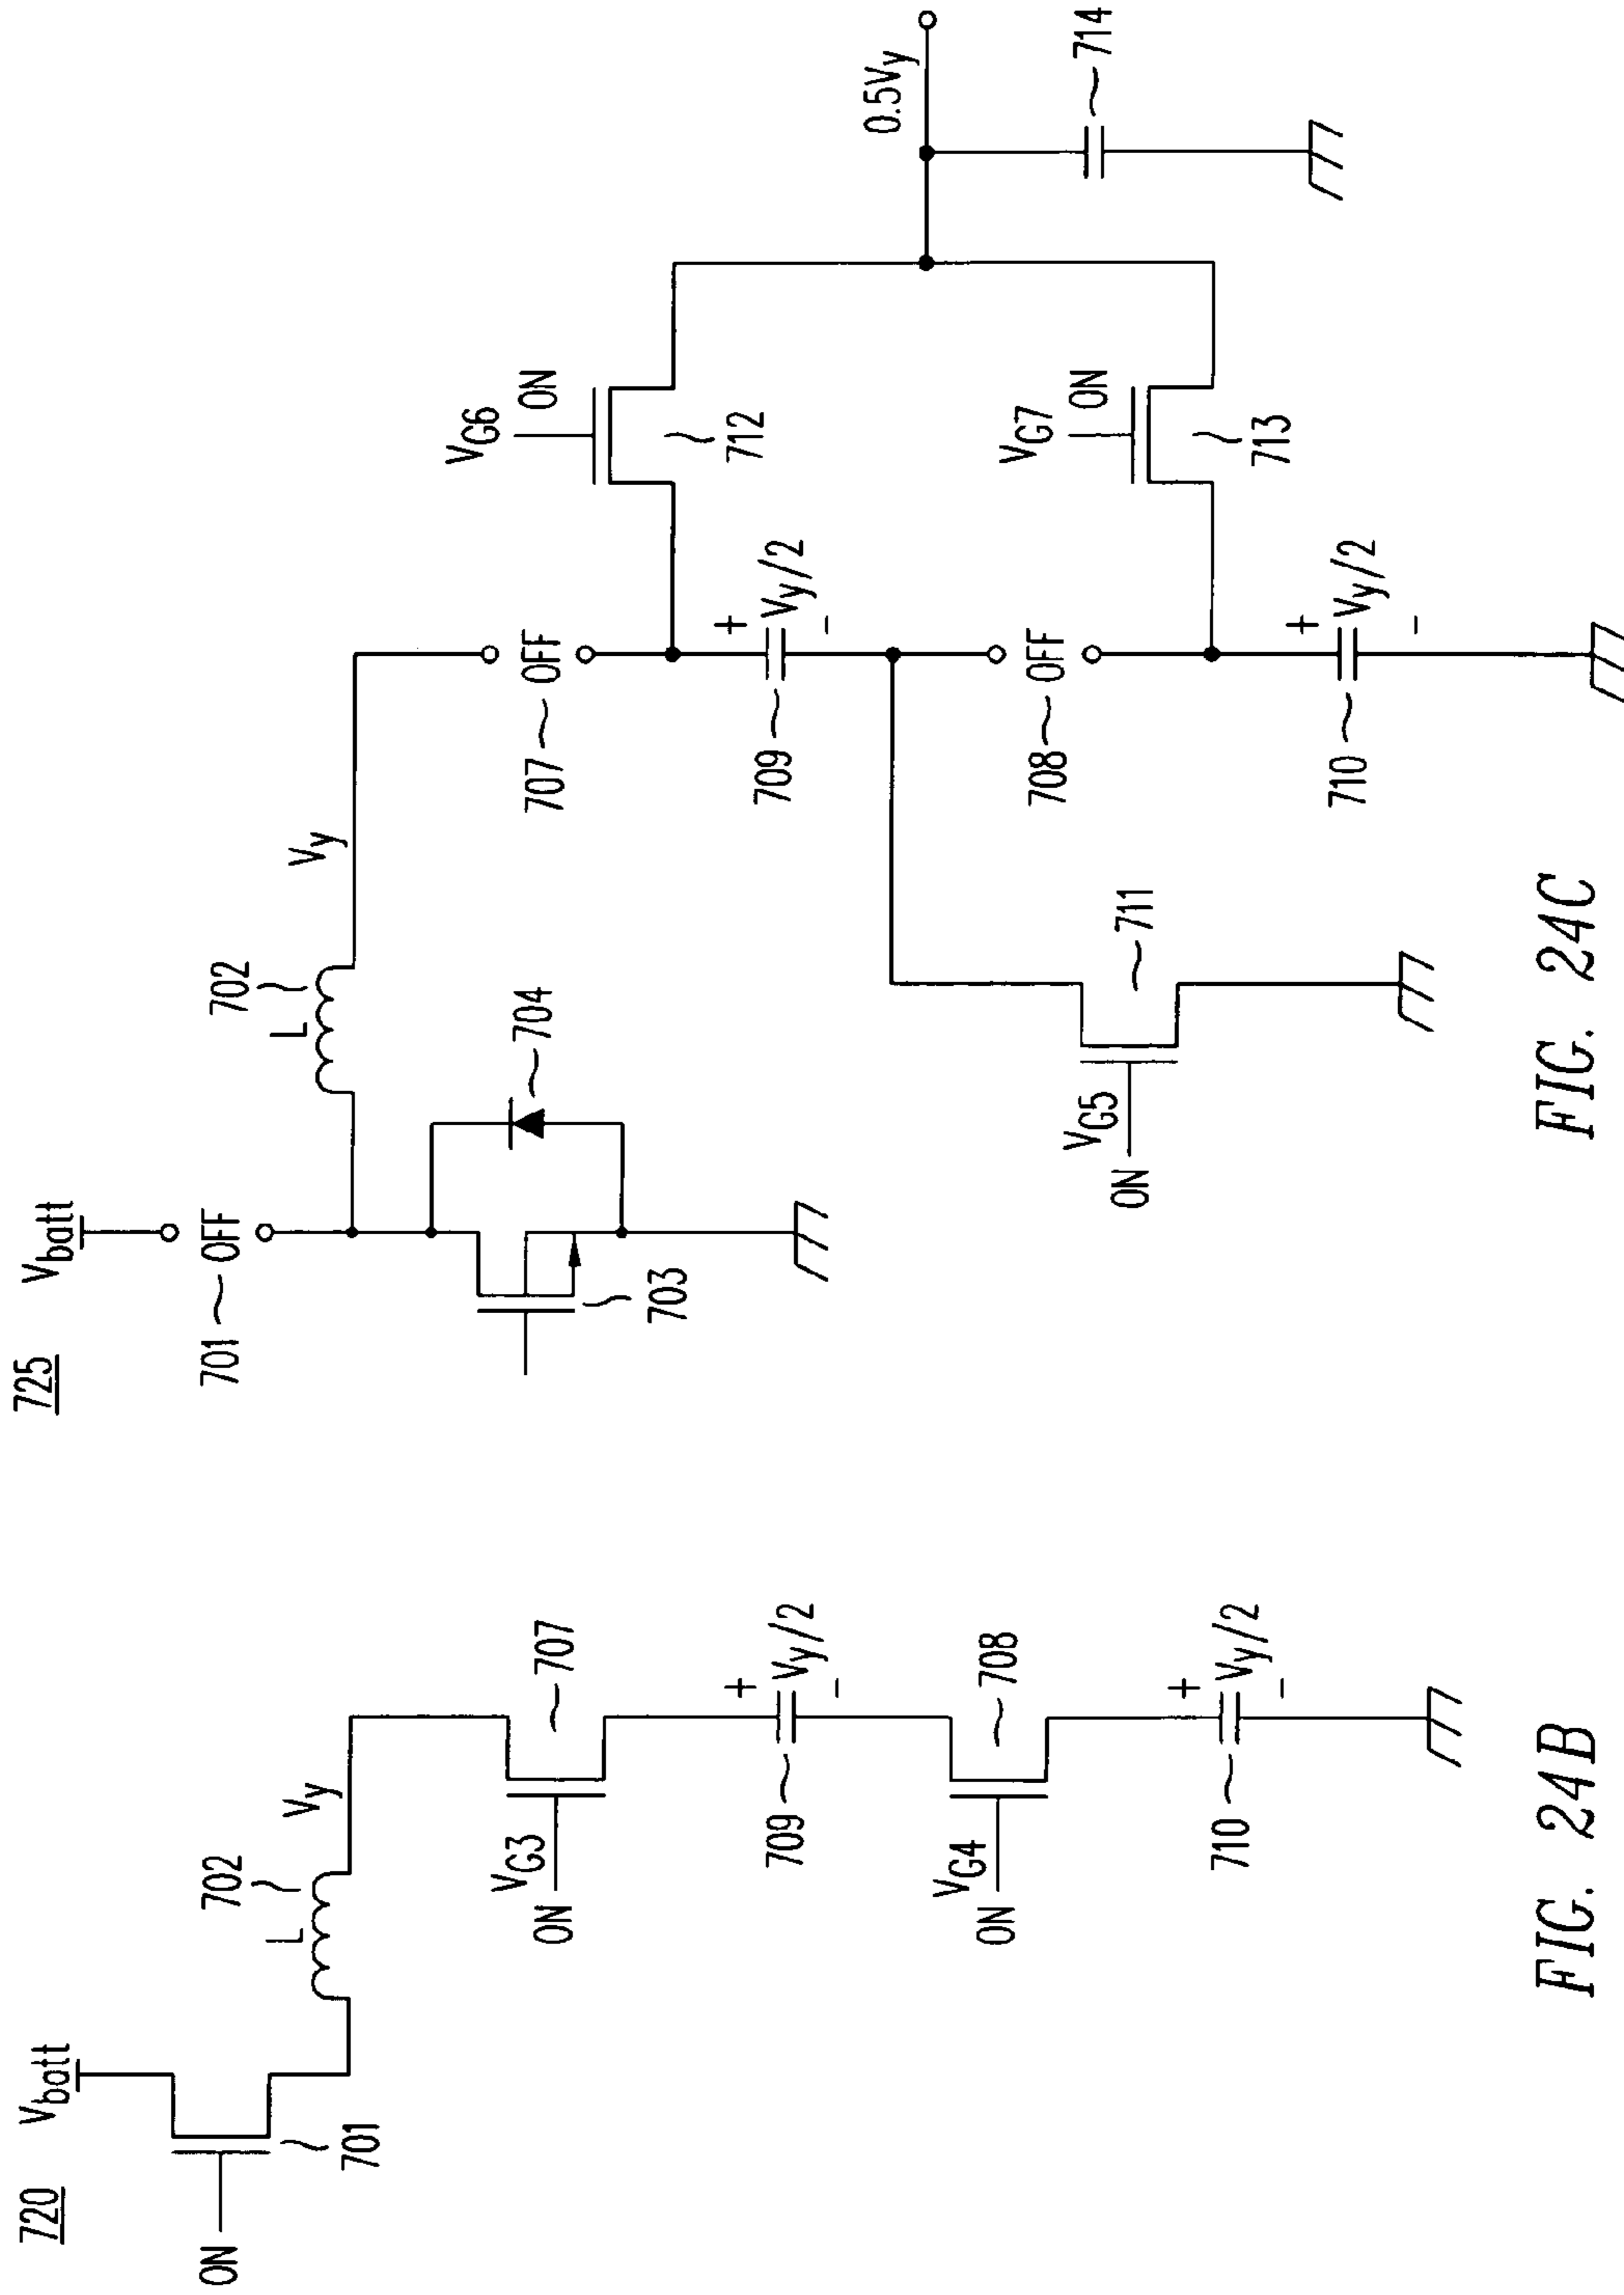 720
V_batt
ON
701
702
L
V_y
V_G3
ON
707
709
+
V_y/2
–
V_G4
ON
708
710
+
V_y/2
–
FIG. 24B
725
V_batt
701
OFF
703
704
702
L
V_y
707
OFF
709
+
V_y/2
–
708
OFF
710
+
V_y/2
–
V_G5
ON
711
V_G6
ON
712
V_G7
ON
713
0.5V_y
714
FIG. 24C